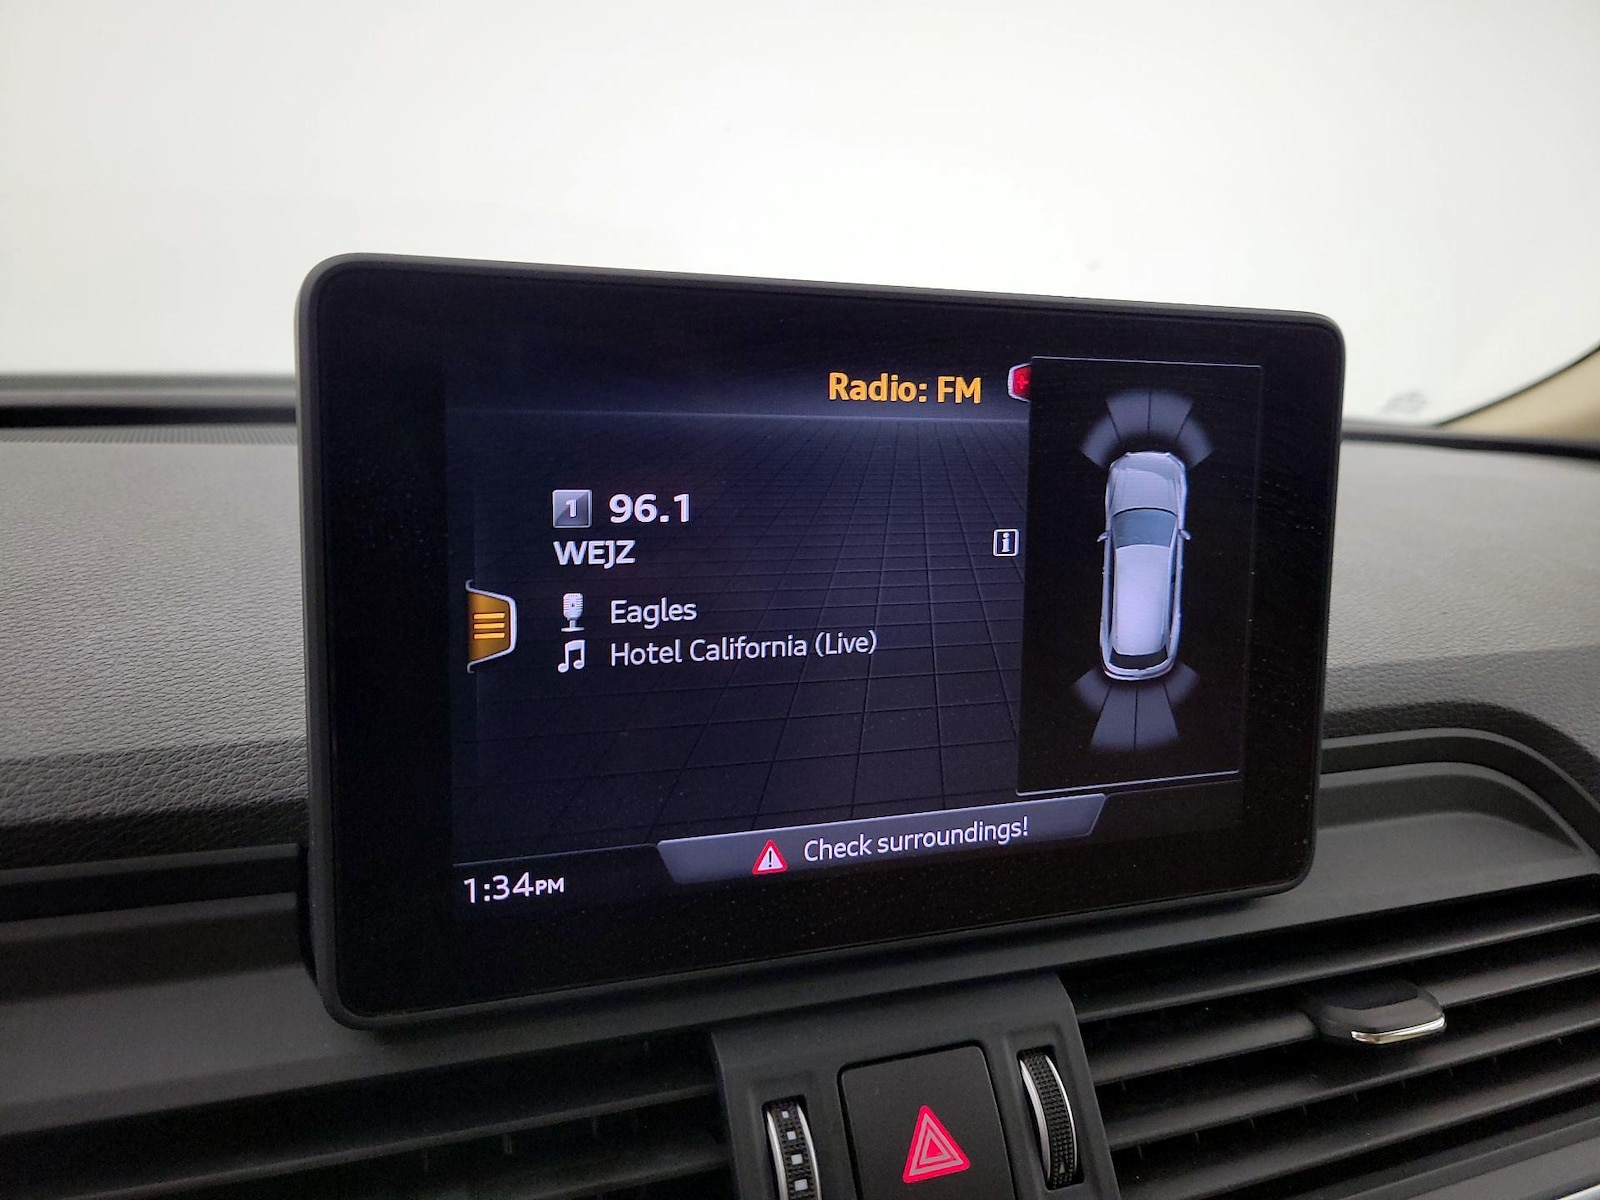 Radio: FM
1 96.1
WEJZ
Eagles
Hotel California (Live)
Check surroundings!
1:34PM